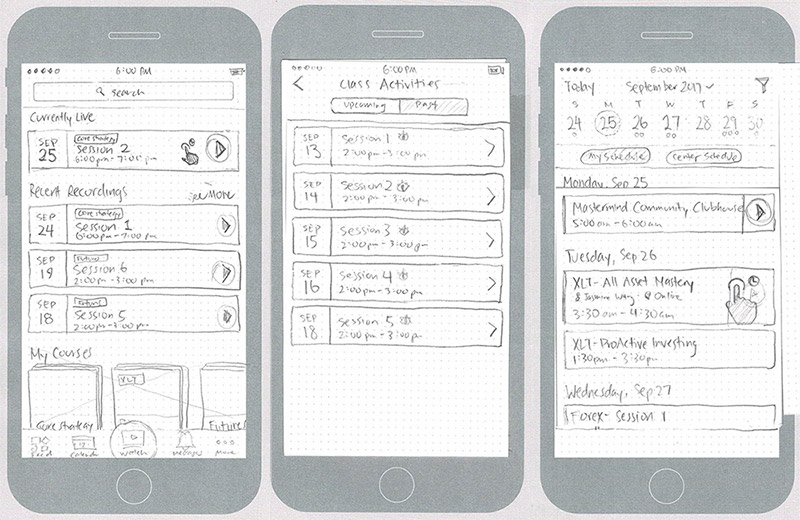 6:00 PM
search
Currently Live
SEP 25
Core Strategy
Session 2
6:00pm - 7:05pm
Recent Recordings
More
SEP 24
Core Strategy
Session 1
6:00pm - 7:00pm
SEP 19
Futures
Session 6
2:00pm - 3:00pm
SEP 18
Futures
Session 5
2:00pm - 3:00pm
My Courses
XLT
Core Strategy
Futures
Feed
Calendar
Watch
Messages
More
6:00 PM
Class Activities
Upcoming
Past
SEP 13
Session 1
2:00pm - 3:00pm
SEP 14
Session 2
2:00pm - 3:00pm
SEP 15
Session 3
2:00pm - 3:00pm
SEP 16
Session 4
2:00pm - 3:00pm
SEP 18
Session 5
2:00pm - 3:00pm
6:00 PM
Today
September 2017
S M T W T F S
24 25 26 27 28 29 30
My Schedule
Center Schedule
Monday, Sep 25
Mastermind Community Clubhouse
5:00am - 6:00am
Tuesday, Sep 26
XLT- All Asset Mastery
Online
3:30am - 4:30am
XLT- ProActive Investing
1:30pm - 3:30pm
Wednesday, Sep 27
Forex- Session 1